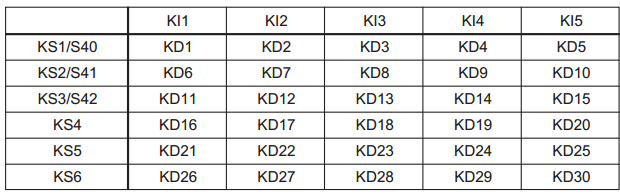 KI1 KI2 KI3 KI4 KI5
KS1/S40 KD1 KD2 KD3 KD4 KD5
KS2/S41 KD6 KD7 KD8 KD9 KD10
KS3/S42 KD11 KD12 KD13 KD14 KD15
KS4 KD16 KD17 KD18 KD19 KD20
KS5 KD21 KD22 KD23 KD24 KD25
KS6 KD26 KD27 KD28 KD29 KD30